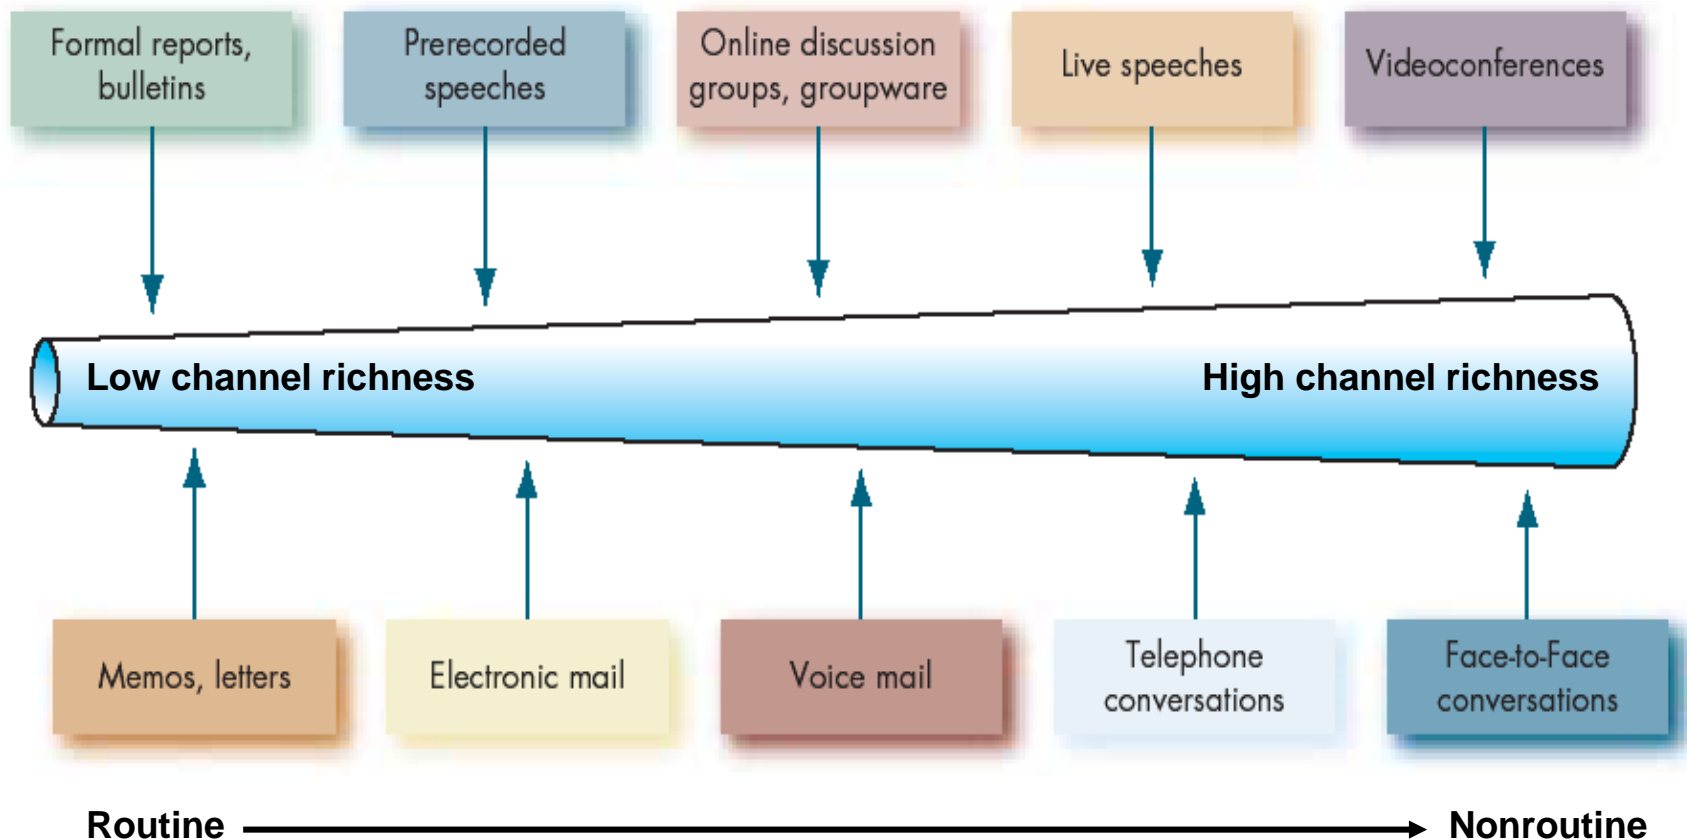 Formal reports,
bulletins
Prerecorded
speeches
Online discussion
groups, groupware
Live speeches
Videoconferences
Low channel richness
High channel richness
Memos, letters
Electronic mail
Voice mail
Telephone
conversations
Face-to-Face
conversations
Routine
Nonroutine